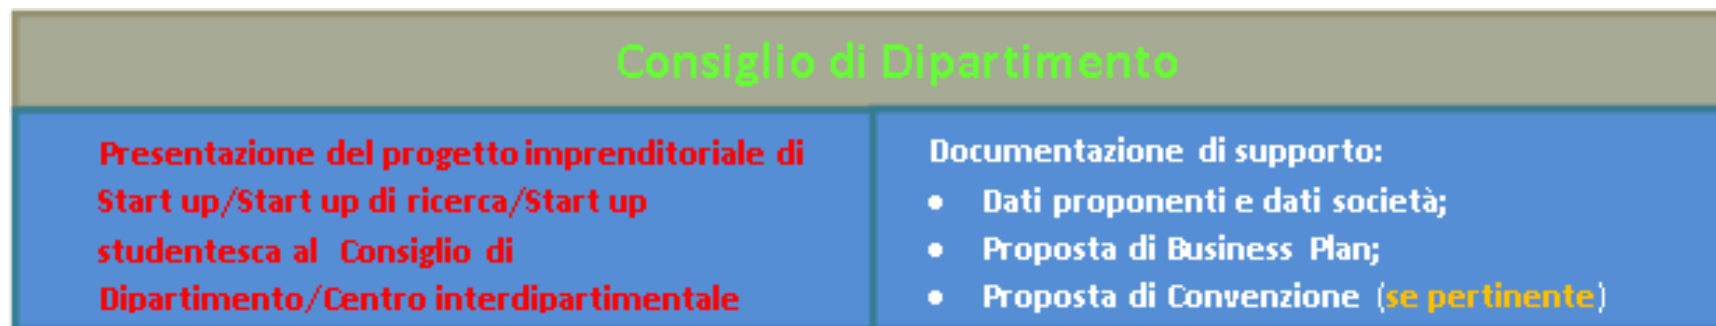 Consiglio di Dipartimento
Presentazione del progetto imprenditoriale di
Start up/Start up di ricerca/Start up
studentesca al Consiglio di
Dipartimento/Centro interdipartimentale
Documentazione di supporto:
• Dati proponenti e dati società;
• Proposta di Business Plan;
• Proposta di Convenzione (se pertinente)